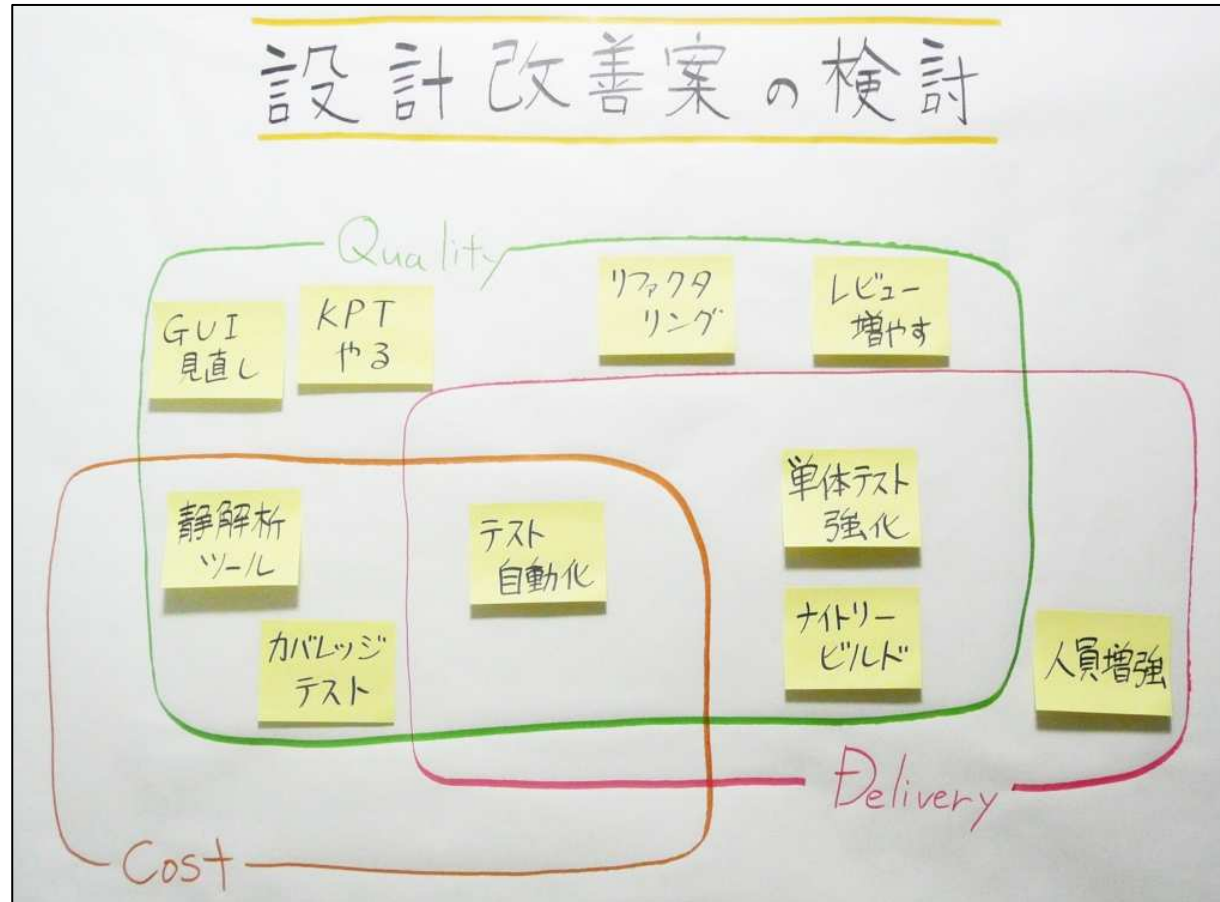 設計改善案の検討
Quality
GUI
見直し
KPT
やる
リファクタ
リング
レビュー
増やす
静解析
ツール
カバレッジ
テスト
テスト
自動化
単体テスト
強化
ナイトリー
ビルド
人員増強
Delivery
Cost